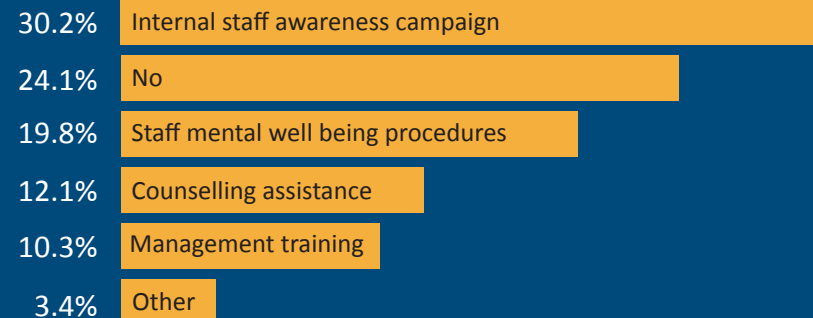 30.2% Internal staff awareness campaign
24.1% No
19.8% Staff mental well being procedures
12.1% Counselling assistance
10.3% Management training
3.4% Other